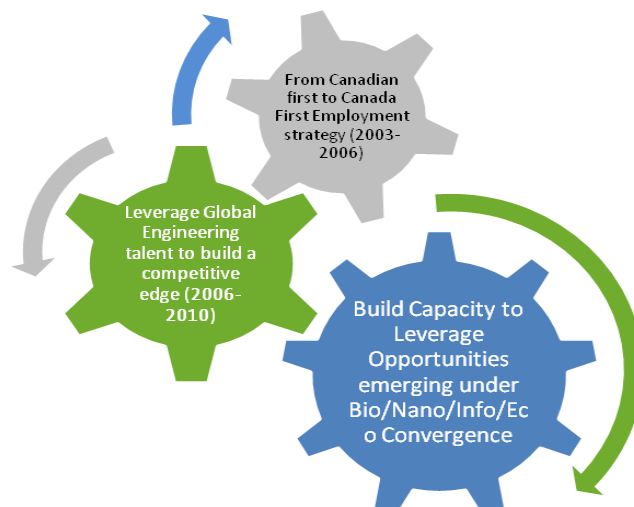 From Canadian
first to Canada
First Employment
strategy (2003-
2006)
Leverage Global
Engineering
talent to build a
competitive
edge (2006-
2010)
Build Capacity to
Leverage
Opportunities
emerging under
Bio/Nano/Info/Ec
o Convergence